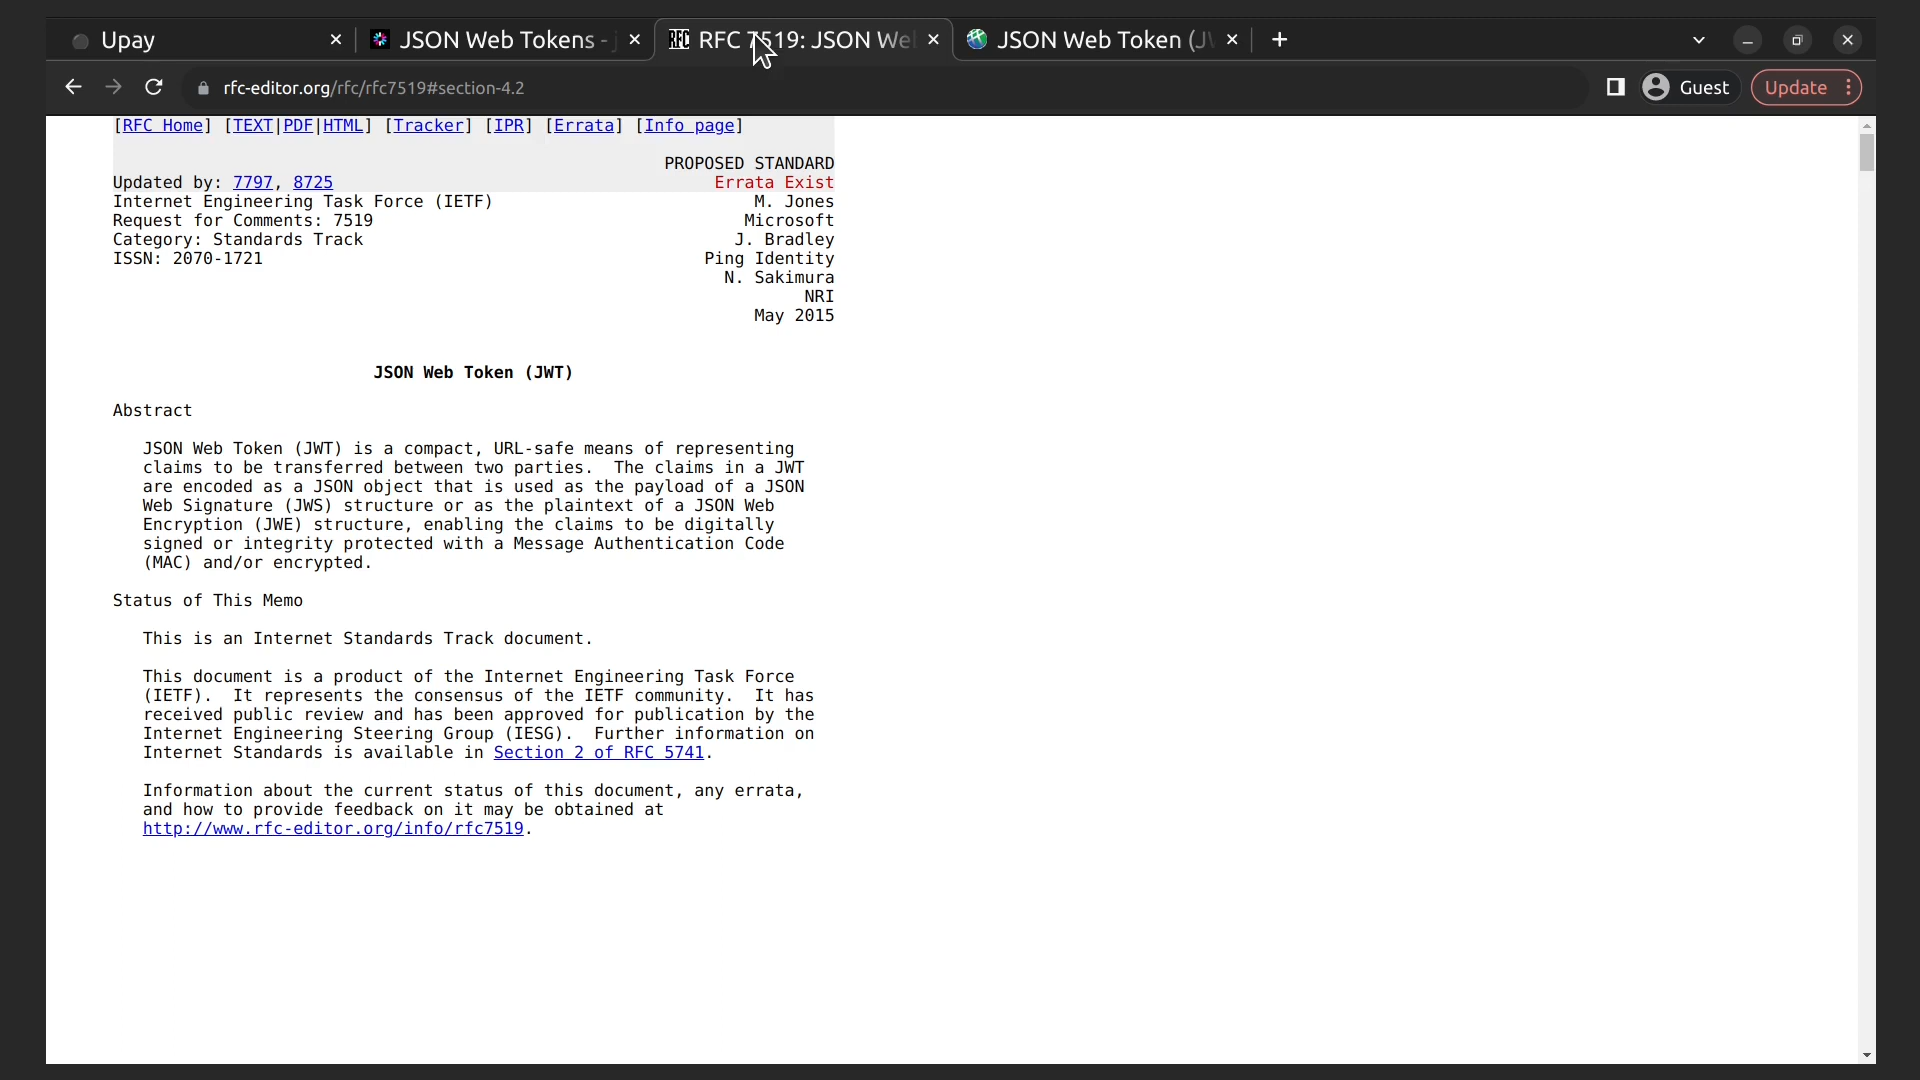 Upay
JSON Web Tokens - j
RFC 7519: JSON We
JSON Web Token (JW
rfc-editor.org/rfc/rfc7519#section-4.2
Guest
Update
[RFC Home] [TEXT|PDF|HTML] [Tracker] [IPR] [Errata] [Info page]
PROPOSED STANDARD
Updated by: 7797, 8725 Errata Exist
Internet Engineering Task Force (IETF) M. Jones
Request for Comments: 7519 Microsoft
Category: Standards Track J. Bradley
ISSN: 2070-1721 Ping Identity
N. Sakimura
NRI
May 2015
JSON Web Token (JWT)
Abstract
JSON Web Token (JWT) is a compact, URL-safe means of representing
claims to be transferred between two parties. The claims in a JWT
are encoded as a JSON object that is used as the payload of a JSON
Web Signature (JWS) structure or as the plaintext of a JSON Web
Encryption (JWE) structure, enabling the claims to be digitally
signed or integrity protected with a Message Authentication Code
(MAC) and/or encrypted.
Status of This Memo
This is an Internet Standards Track document.
This document is a product of the Internet Engineering Task Force
(IETF). It represents the consensus of the IETF community. It has
received public review and has been approved for publication by the
Internet Engineering Steering Group (IESG). Further information on
Internet Standards is available in Section 2 of RFC 5741.
Information about the current status of this document, any errata,
and how to provide feedback on it may be obtained at
http://www.rfc-editor.org/info/rfc7519.